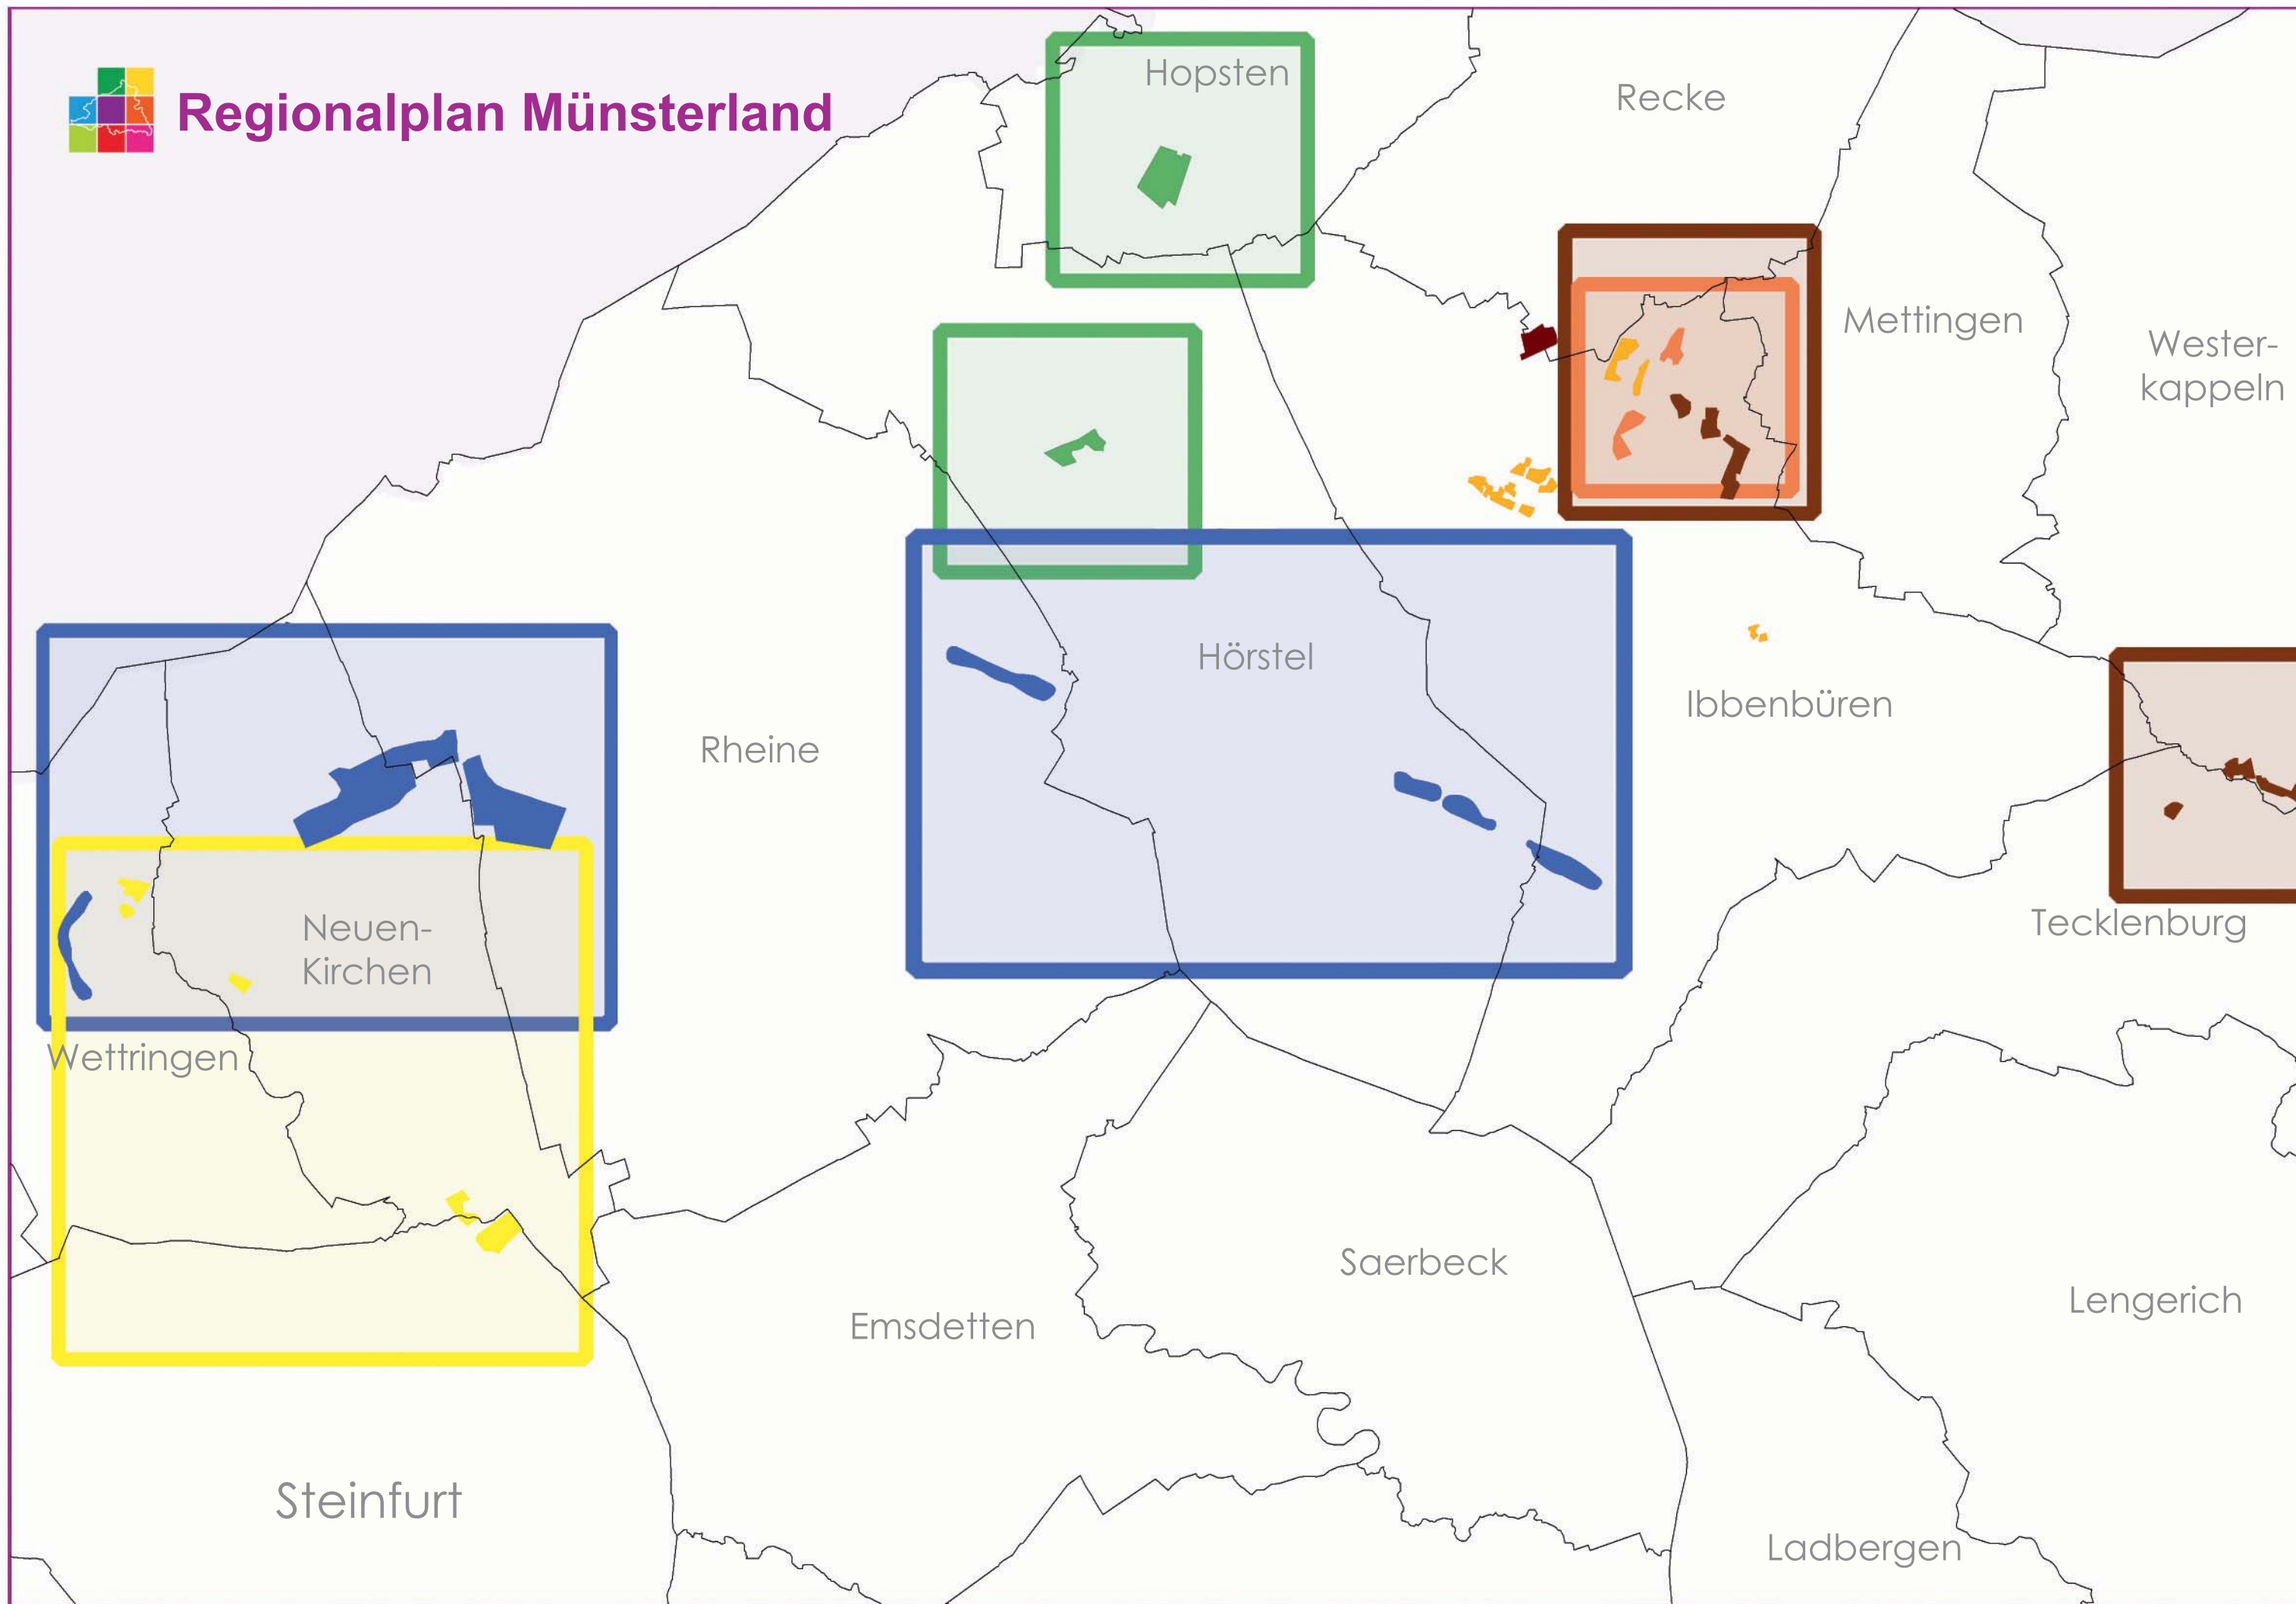 Regionalplan Münsterland
Hopsten
Recke
Mettingen
Wester-
kappeln
Hörstel
Ibbenbüren
Rheine
Neuen-
Kirchen
Tecklenburg
Wettringen
Saerbeck
Lengerich
Emsdetten
Steinfurt
Ladbergen